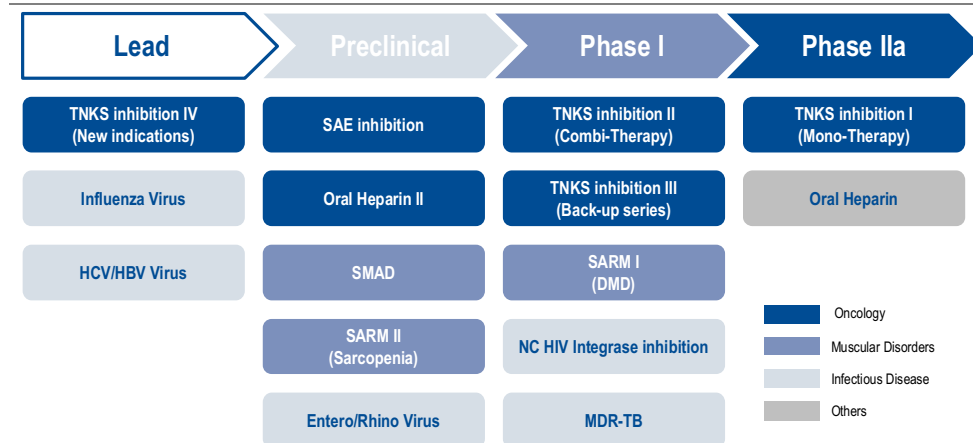 Lead
Preclinical
Phase I
Phase IIa
TNKS inhibition IV
(New indications)
SAE inhibition
TNKS inhibition II
(Combi-Therapy)
TNKS inhibition I
(Mono-Therapy)
Influenza Virus
Oral Heparin II
TNKS inhibition III
(Back-up series)
Oral Heparin
HCV/HBV Virus
SMAD
SARM I
(DMD)
SARM II
(Sarcopenia)
NC HIV Integrase inhibition
Entero/Rhino Virus
MDR-TB
Oncology
Muscular Disorders
Infectious Disease
Others